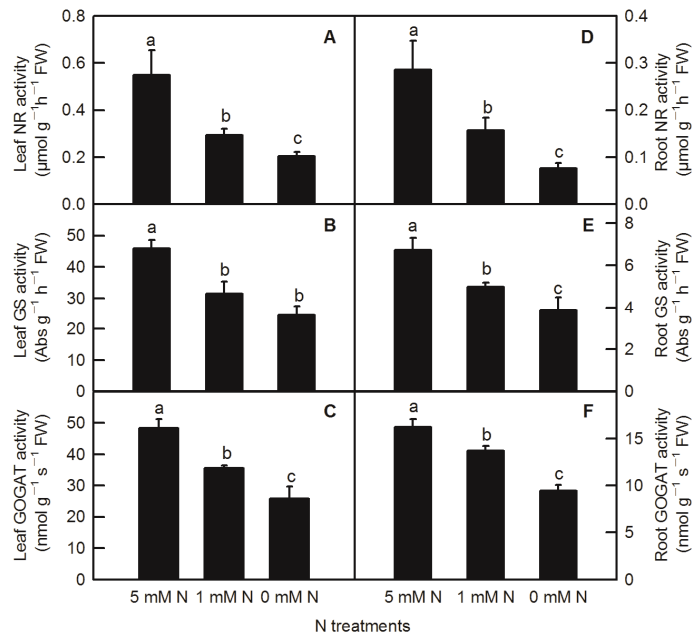 Leaf NR activity
(μmol g⁻¹h⁻¹ FW)
0.8
0.6
0.4
0.2
0.0
A
a
b
c
D
a
b
c
0.4
0.3
0.2
0.1
0.0
Root NR activity
(μmol g⁻¹h⁻¹ FW)
Leaf GS activity
(Abs g⁻¹ h⁻¹ FW)
50
40
30
20
10
0
B
a
b
b
E
a
b
c
8
6
4
2
0
Root GS activity
(Abs g⁻¹ h⁻¹ FW)
Leaf GOGAT activity
(nmol g⁻¹ s⁻¹ FW)
50
40
30
20
10
0
C
a
b
c
F
a
b
c
15
10
5
0
Root GOGAT activity
(nmol g⁻¹ s⁻¹ FW)
5 mM N 1 mM N 0 mM N
5 mM N 1 mM N 0 mM N
N treatments